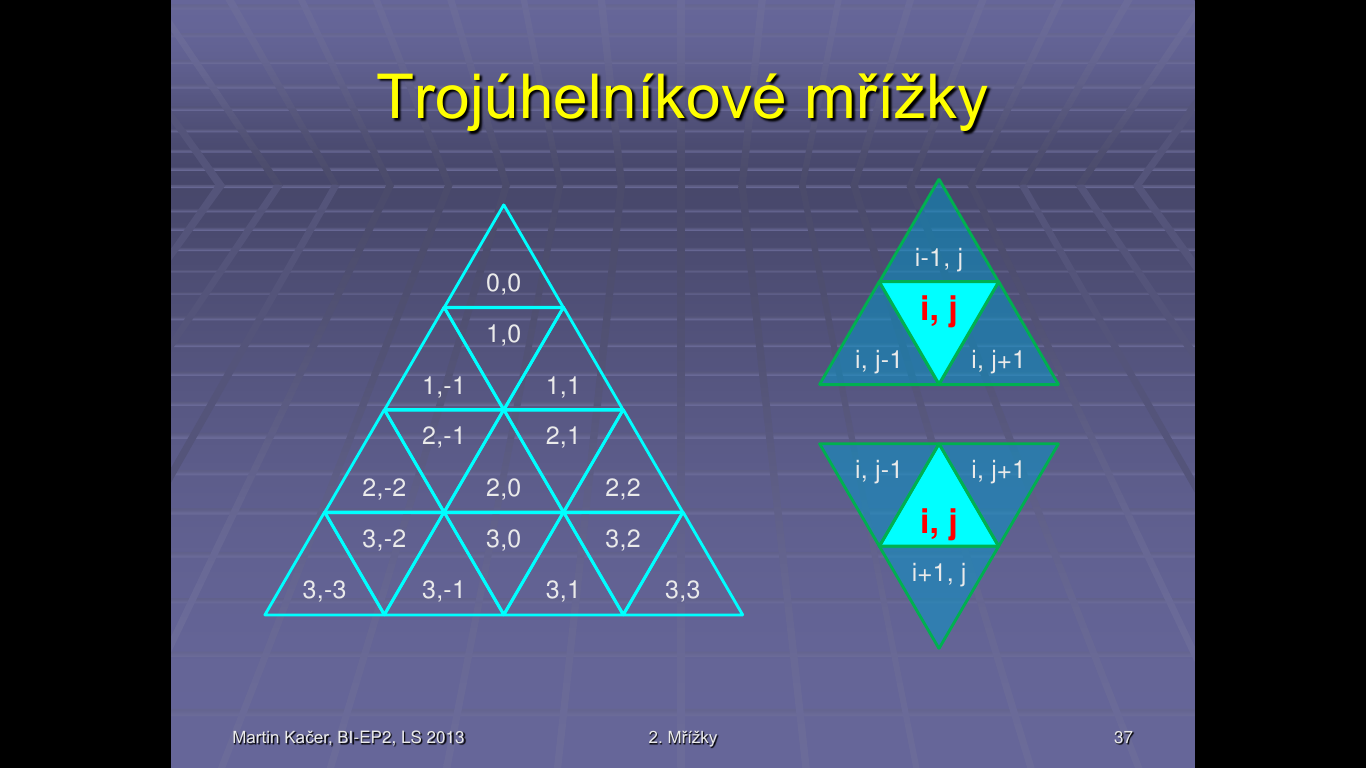 Trojúhelníkové mřížky
0,0
1,0
1,-1 1,1
2,-1 2,1
2,-2 2,0 2,2
3,-2 3,0 3,2
3,-3 3,-1 3,1 3,3
i-1, j
i, j
i, j-1 i, j+1
i, j-1 i, j+1
i, j
i+1, j
Martin Kačer, BI-EP2, LS 2013 2. Mřížky 37